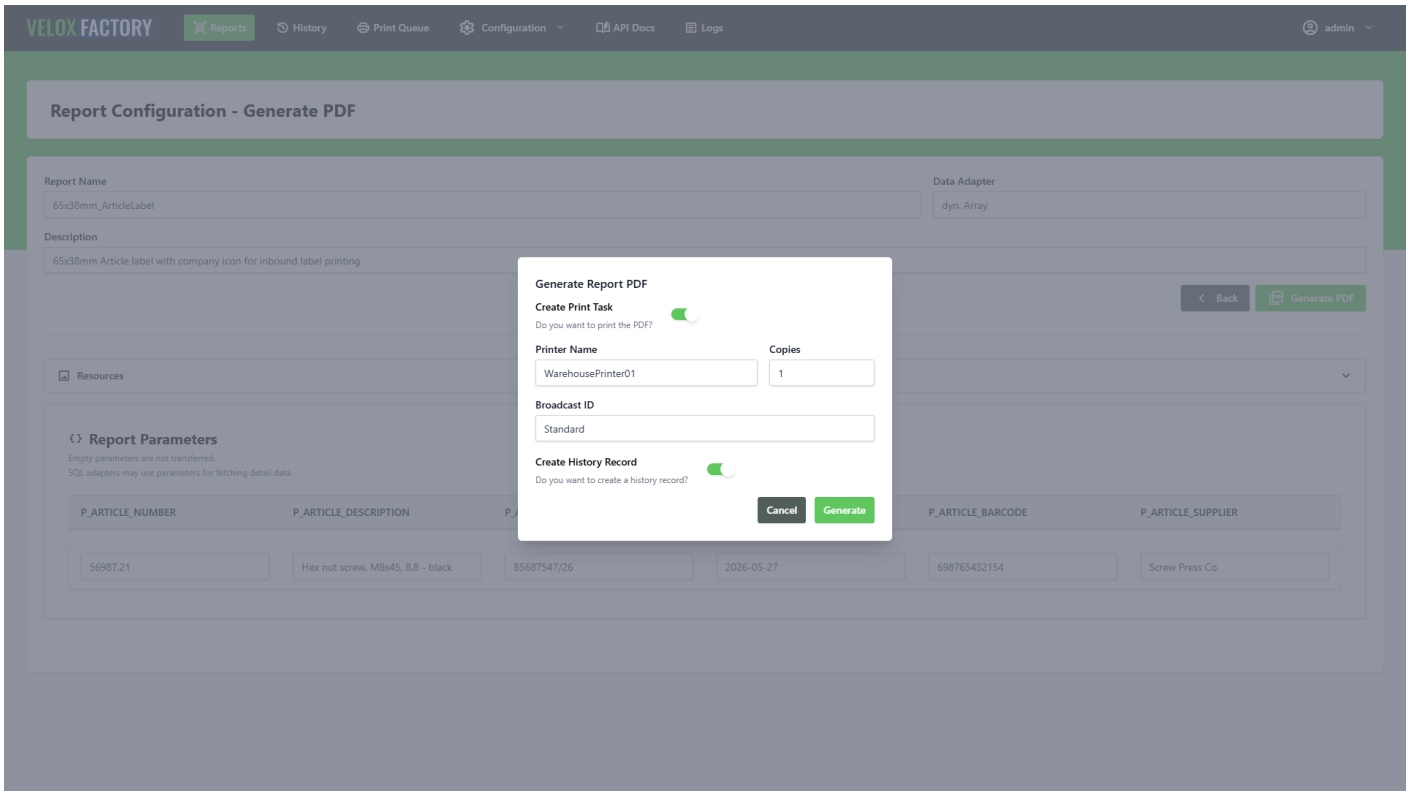 VELOX FACTORY
Reports
History
Print Queue
Configuration
API Docs
Logs
admin
Report Configuration - Generate PDF
Report Name
Data Adapter
65x38mm_ArticleLabel
dyn. Array
Description
65x38mm Article label with company icon for inbound label printing
Back
Generate PDF
Generate Report PDF
Create Print Task
Do you want to print the PDF?
Printer Name
Copies
WarehousePrinter01
1
Broadcast ID
Standard
Create History Record
Do you want to create a history record?
Cancel
Generate
Resources
Report Parameters
Empty parameters are not transferred.
SQL adapters may use parameters for fetching detail data.
P_ARTICLE_NUMBER
P_ARTICLE_DESCRIPTION
P_ARTICLE_BARCODE
P_ARTICLE_SUPPLIER
56987.21
Hex nut screw, M8x45, 8.8 - black
B5687547/26
2026-05-27
698765432154
Screw Press Co.